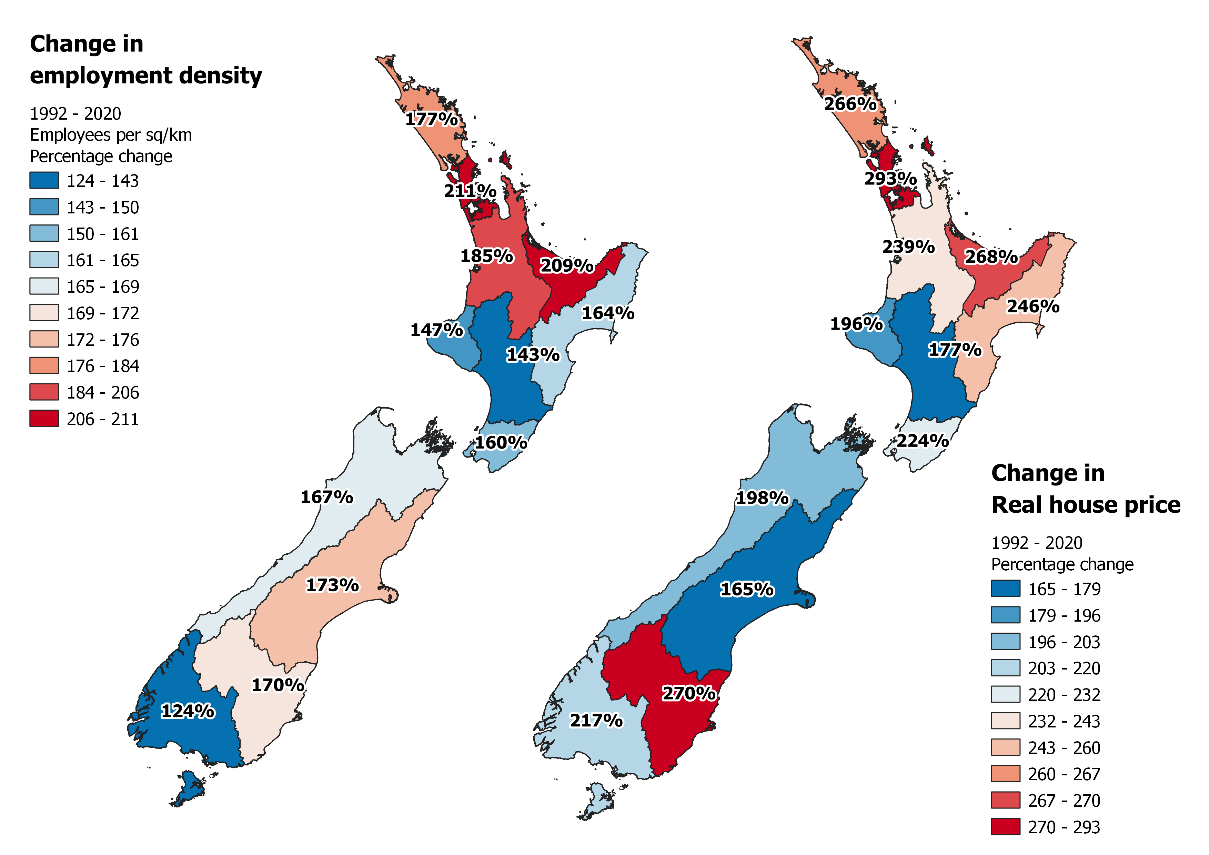 Change in
employment density
1992 - 2020
Employees per sq/km
Percentage change
124 - 143
143 - 150
150 - 161
161 - 165
165 - 169
169 - 172
172 - 176
176 - 184
184 - 206
206 - 211
177%
211%
185%
209%
164%
147%
143%
160%
167%
173%
170%
124%
266%
293%
239%
268%
246%
196%
177%
224%
198%
165%
270%
217%
Change in
Real house price
1992 - 2020
Percentage change
165 - 179
179 - 196
196 - 203
203 - 220
220 - 232
232 - 243
243 - 260
260 - 267
267 - 270
270 - 293